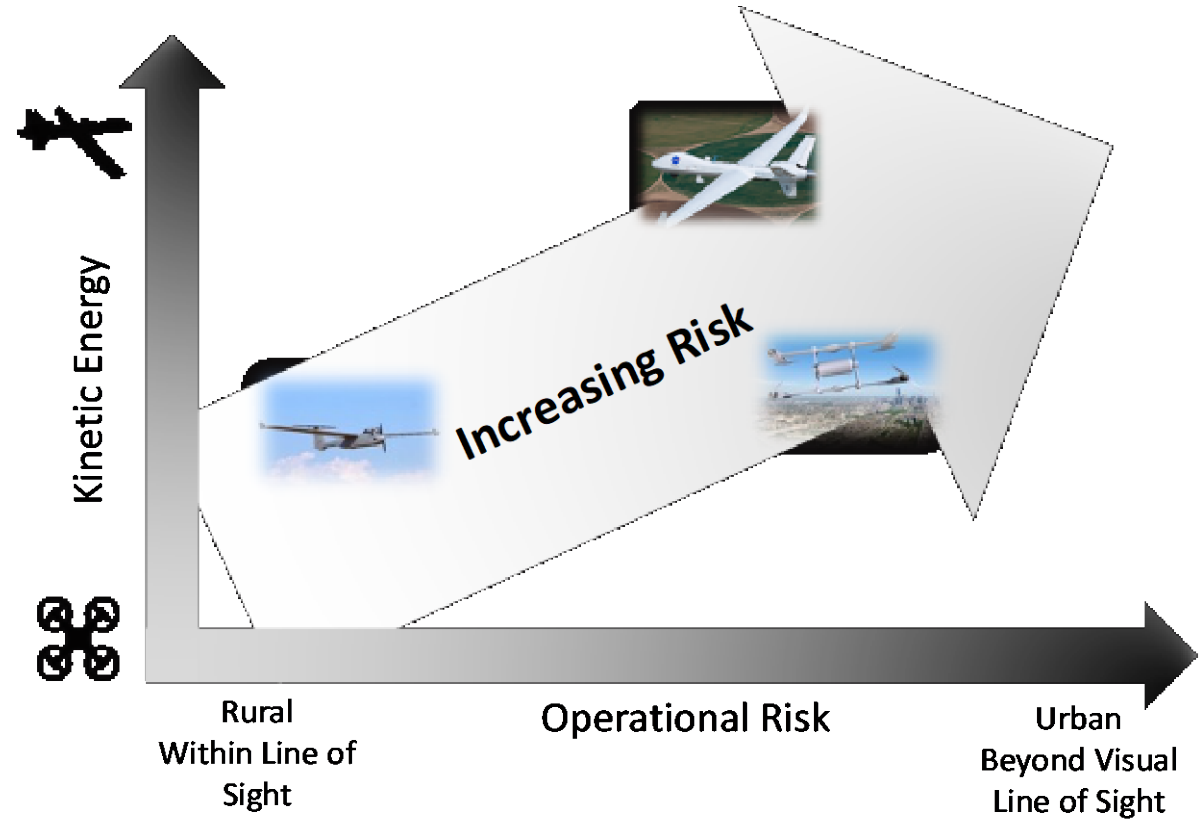 Kinetic Energy
Increasing Risk
Rural
Within Line of
Sight
Operational Risk
Urban
Beyond Visual
Line of Sight